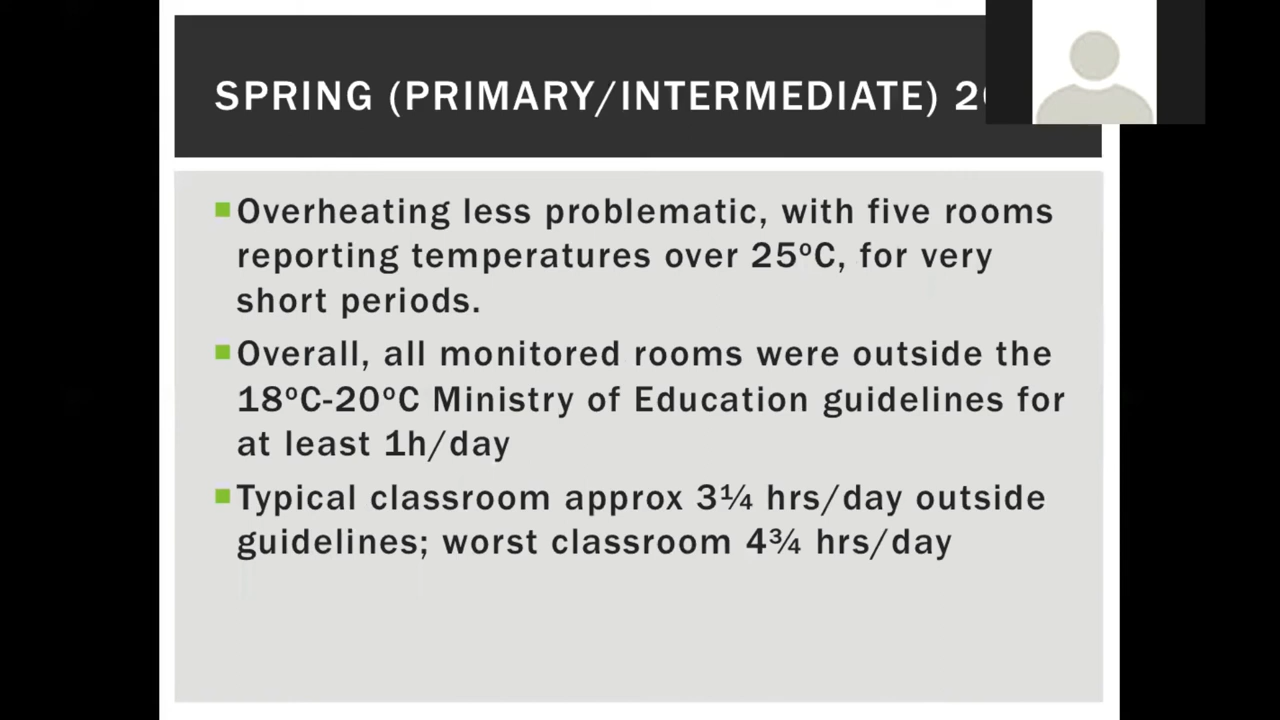 SPRING (PRIMARY/INTERMEDIATE)
Overheating less problematic, with five rooms
reporting temperatures over 25ºC, for very
short periods.
Overall, all monitored rooms were outside the
18ºC-20ºC Ministry of Education guidelines for
at least 1h/day
Typical classroom approx 3¼ hrs/day outside
guidelines; worst classroom 4¾ hrs/day